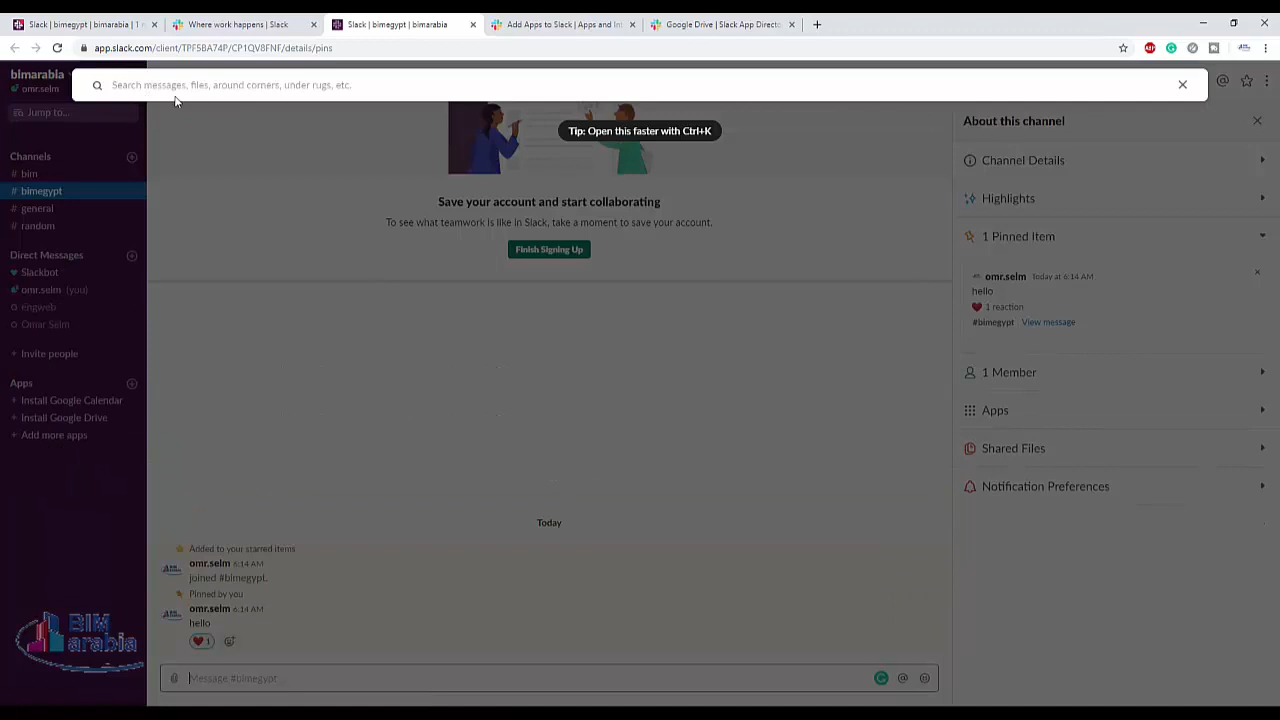 Slack | bimegypt | bimarabia | 1 r
Where work happens | Slack
Slack | bimegypt | bimarabia
Add Apps to Slack | Apps and Int
Google Drive | Slack App Directo
app.slack.com/client/TPF5BA74P/CP1QV8FNF/details/pins
ABP
bimarabia
omr.selm
Search messages, files, around corners, under rugs, etc.
Jump to...
Tip: Open this faster with Ctrl+K
About this channel
Channels
# bim
# bimegypt
# general
# random
Direct Messages
Slackbot
omr.selm (you)
engweb
Omar Selm
+ Invite people
Apps
+ Install Google Calendar
+ Install Google Drive
+ Add more apps
Save your account and start collaborating
To see what teamwork is like in Slack, take a moment to save your account.
Finish Signing Up
Today
Added to your starred items
omr.selm 6:14 AM
joined #bimegypt.
Pinned by you
omr.selm 6:14 AM
hello
1
Message #bimegypt
Channel Details
Highlights
1 Pinned Item
omr.selm Today at 6:14 AM
hello
1 reaction
#bimegypt View message
1 Member
Apps
Shared Files
Notification Preferences
BIM
arabia